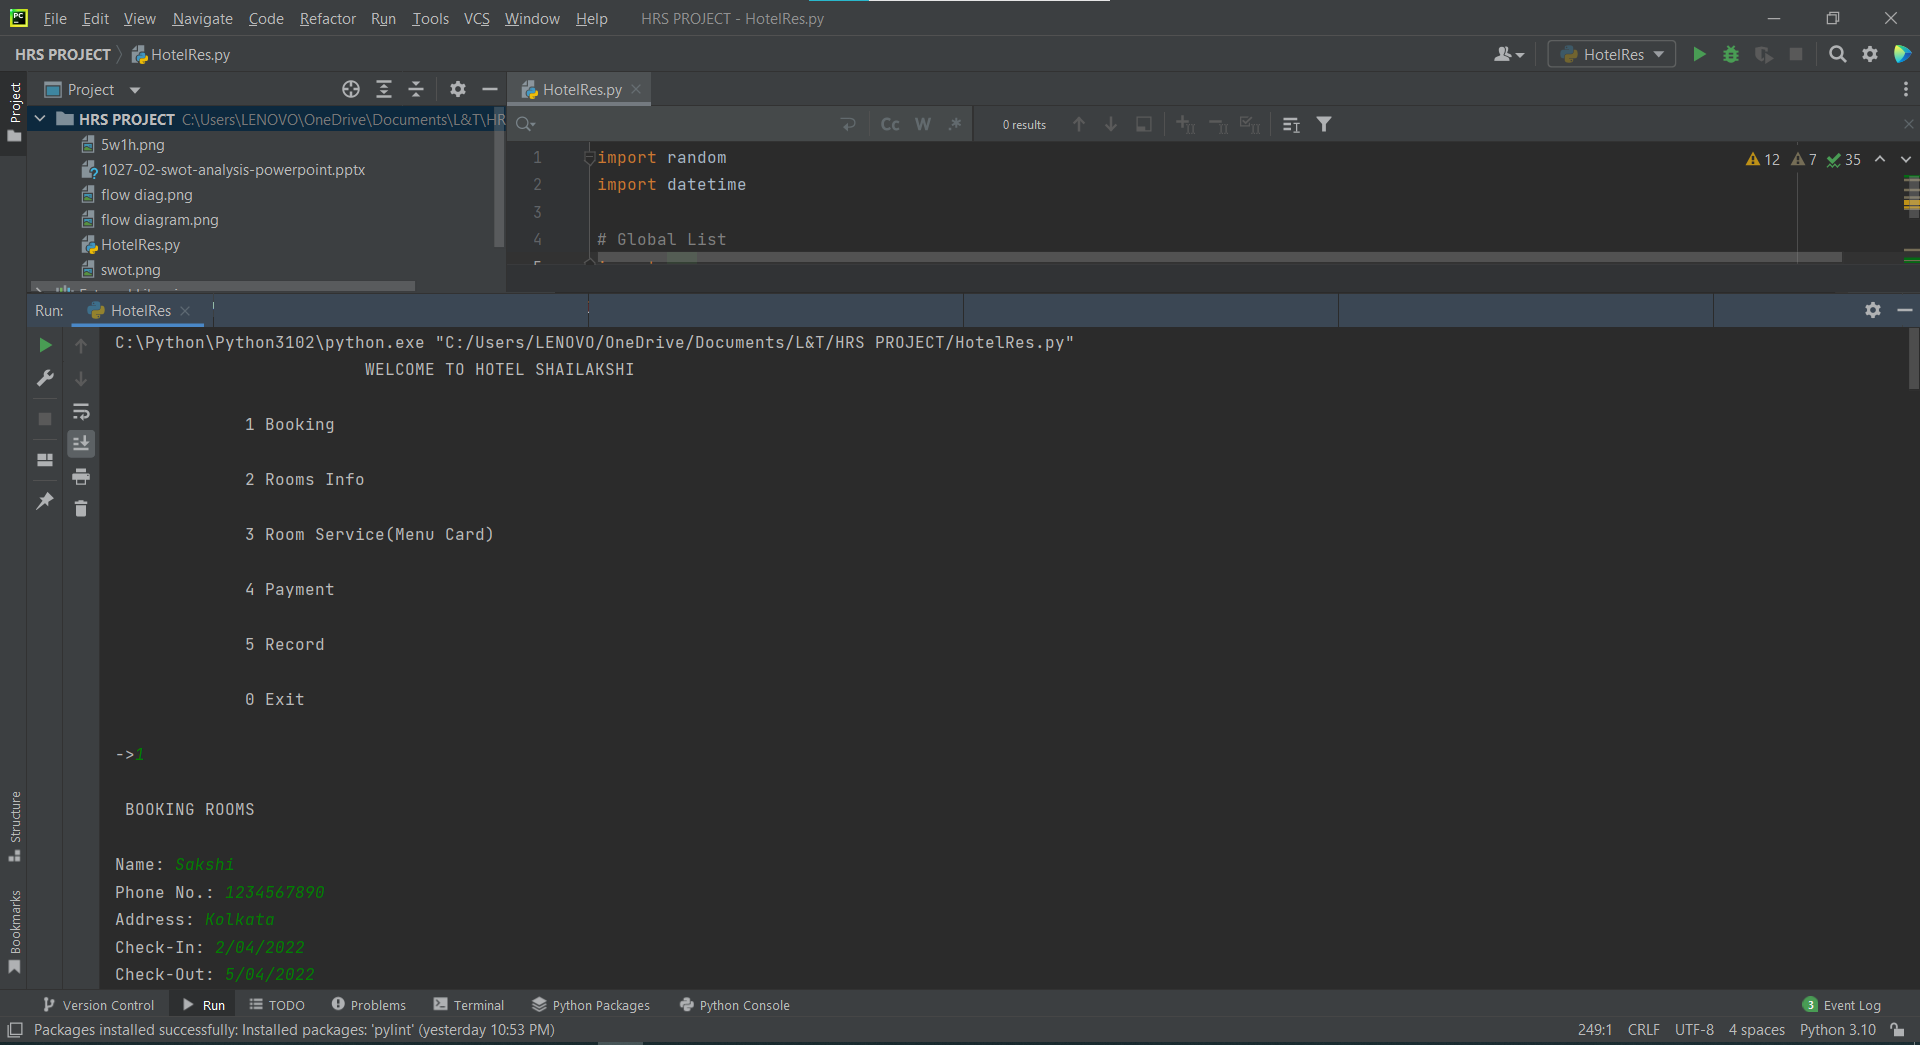 File Edit View Navigate Code Refactor Run Tools VCS Window Help HRS PROJECT - HotelRes.py
HRS PROJECT HotelRes.py HotelRes
Project
Project HotelRes.py
HRS PROJECT C:\Users\LENOVO\OneDrive\Documents\L&T\HR
Cc W .* 0 results
5w1h.png
1027-02-swot-analysis-powerpoint.pptx
flow diag.png
flow diagram.png
HotelRes.py
swot.png
1 import random
12 7 35
2 import datetime
3
4 # Global List
Run: HotelRes
C:\Python\Python3102\python.exe "C:/Users/LENOVO/OneDrive/Documents/L&T/HRS PROJECT/HotelRes.py"
WELCOME TO HOTEL SHAILAKSHI
1 Booking
2 Rooms Info
3 Room Service(Menu Card)
4 Payment
5 Record
0 Exit
->1
BOOKING ROOMS
Name: Sakshi
Phone No.: 1234567890
Address: Kolkata
Check-In: 2/04/2022
Check-Out: 5/04/2022
Structure
Bookmarks
Version Control Run TODO Problems Terminal Python Packages Python Console 3 Event Log
Packages installed successfully: Installed packages: 'pylint' (yesterday 10:53 PM) 249:1 CRLF UTF-8 4 spaces Python 3.10